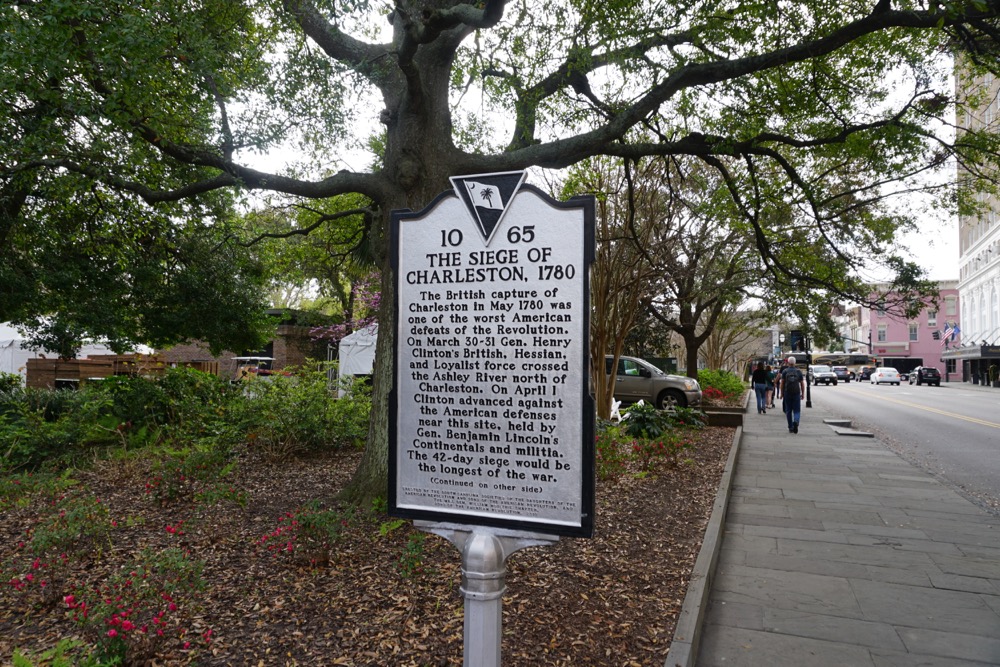 10 65
THE SIEGE OF
CHARLESTON, 1780
The British capture of
Charleston in May 1780 was
one of the worst American
defeats of the Revolution.
On March 30-31 Gen. Henry
Clinton's British, Hessian,
and Loyalist force crossed
the Ashley River north of
Charleston. On April 1
Clinton advanced against
the American defenses
near this site, held by
Gen. Benjamin Lincoln's
Continentals and militia.
The 42-day siege would be
the longest of the war.
(Continued on other side)